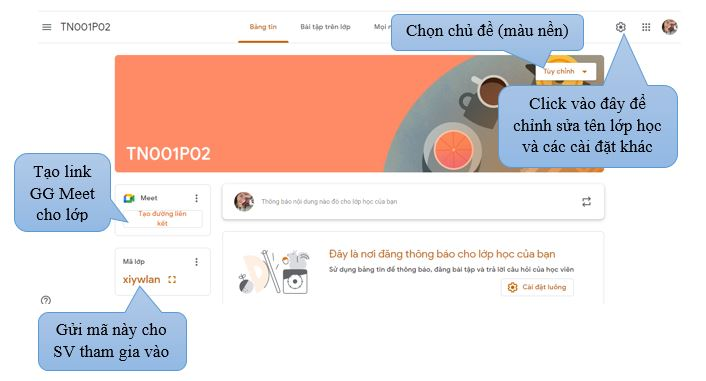 TN001P02
Bảng tin
Bài tập trên lớp
Mọi n
Chọn chủ đề (màu nền)
Tùy chỉnh
Click vào đây để
chỉnh sửa tên lớp học
và các cài đặt khác
TN001P02
Tạo link
GG Meet
cho lớp
Meet
Tạo đường liên
kết
Thông báo nội dung nào đó cho lớp học của bạn
Mã lớp
xiywlan
Đây là nơi đăng thông báo cho lớp học của bạn
Sử dụng bảng tin để thông báo, đăng bài tập và trả lời câu hỏi của học viên
Cài đặt luồng
Gửi mã này cho
SV tham gia vào